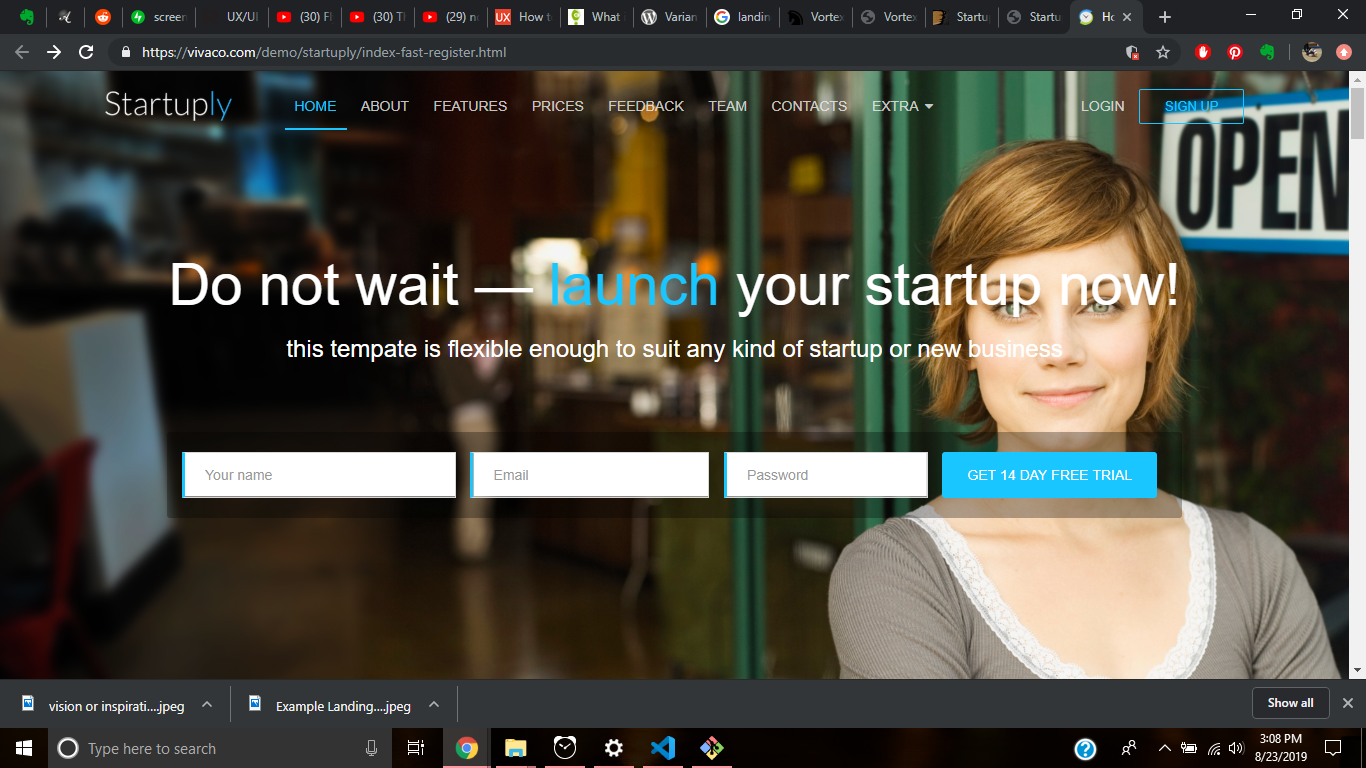 screen
UX/UI
(30) F
(30) T
(29) n
How t
What
Varian
landin
Vortex
Vortex
Startu
Startu
Ho
https://vivaco.com/demo/startuply/index-fast-register.html
Startuply
HOME
ABOUT
FEATURES
PRICES
FEEDBACK
TEAM
CONTACTS
EXTRA
LOGIN
SIGN UP
OPEN
Do not wait — launch your startup now!
this tempate is flexible enough to suit any kind of startup or new business
Your name
Email
Password
GET 14 DAY FREE TRIAL
vision or inspirati....jpeg
Example Landing....jpeg
Show all
Type here to search
3:08 PM
8/23/2019